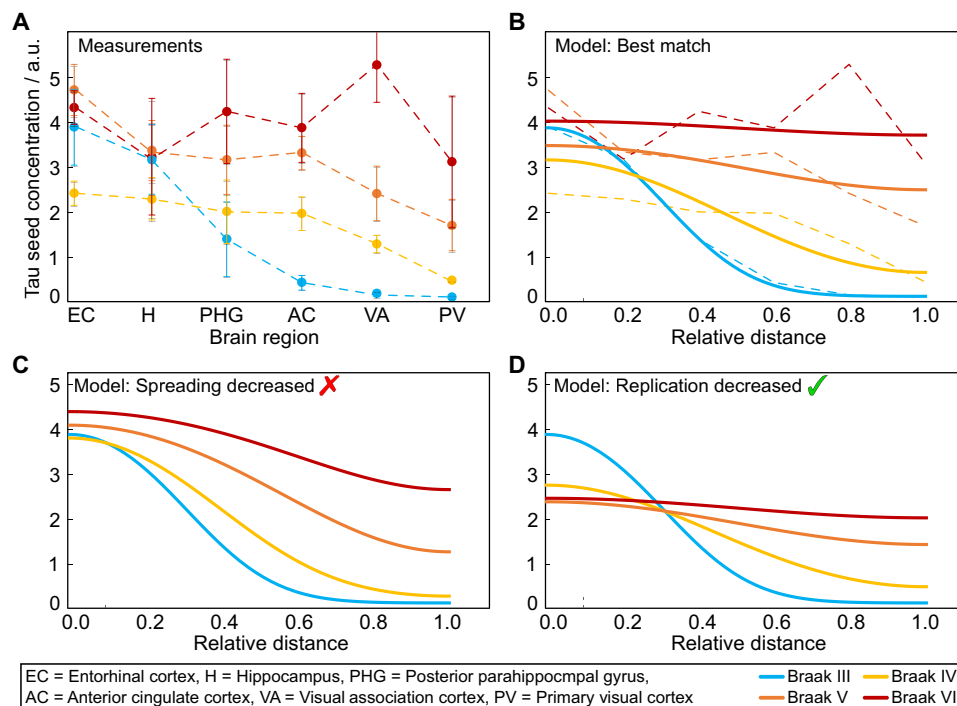 A
Measurements
Tau seed concentration / a.u.
5
4
3
2
1
0
EC H PHG AC VA PV
Brain region
B
Model: Best match
5
4
3
2
1
0
0.0 0.2 0.4 0.6 0.8 1.0
Relative distance
C
Model: Spreading decreased ✗
5
4
3
2
1
0
0.0 0.2 0.4 0.6 0.8 1.0
Relative distance
D
Model: Replication decreased ✓
5
4
3
2
1
0
0.0 0.2 0.4 0.6 0.8 1.0
Relative distance
EC = Entorhinal cortex, H = Hippocampus, PHG = Posterior parahippocmpal gyrus,
AC = Anterior cingulate cortex, VA = Visual association cortex, PV = Primary visual cortex
Braak III Braak IV
Braak V Braak VI